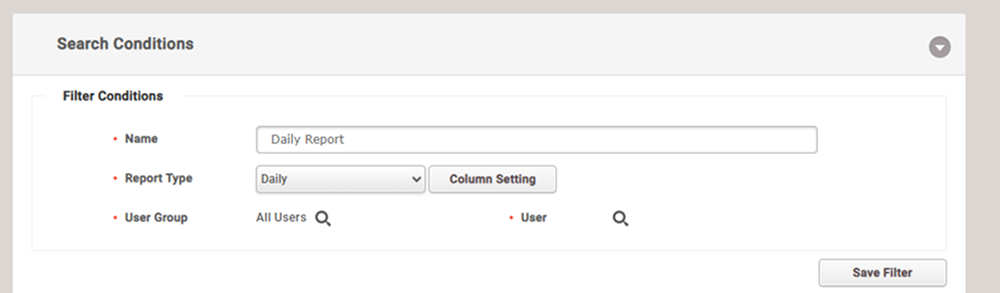 Search Conditions
Filter Conditions
• Name Daily Report
• Report Type Daily Column Setting
• User Group All Users • User
Save Filter